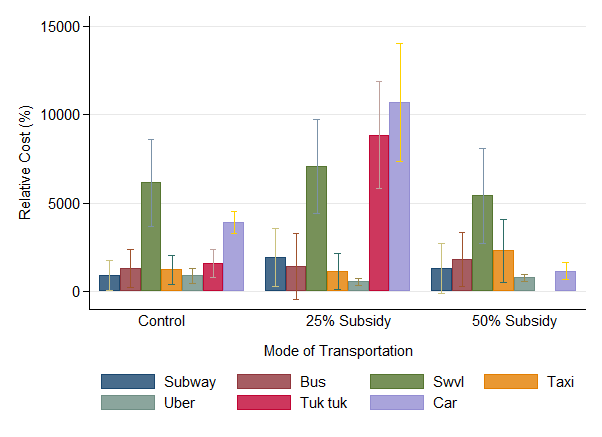 15000
10000
5000
0
Relative Cost (%)
Control 25% Subsidy 50% Subsidy
Mode of Transportation
Subway Bus Swvl Taxi
Uber Tuk tuk Car